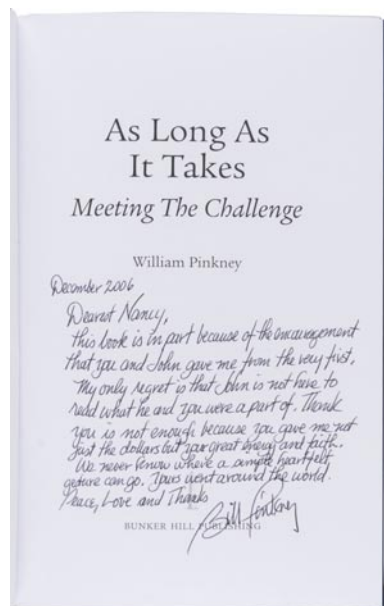 As Long As
It Takes
Meeting The Challenge
William Pinkney
December 2006
Dearest Nancy,
This book is in part because of the encouragement
that you and John gave me from the very first.
My only regret is that John is not here to
read what he and you were a part of. Thank
you is not enough because you gave me not
just the dollars but your great energy and faith.
We never know where a simple heartfelt
gesture can go. Yours went around the world.
Peace, Love and Thanks
BUNKER HILL PUBLISHING
Bill Pinkney